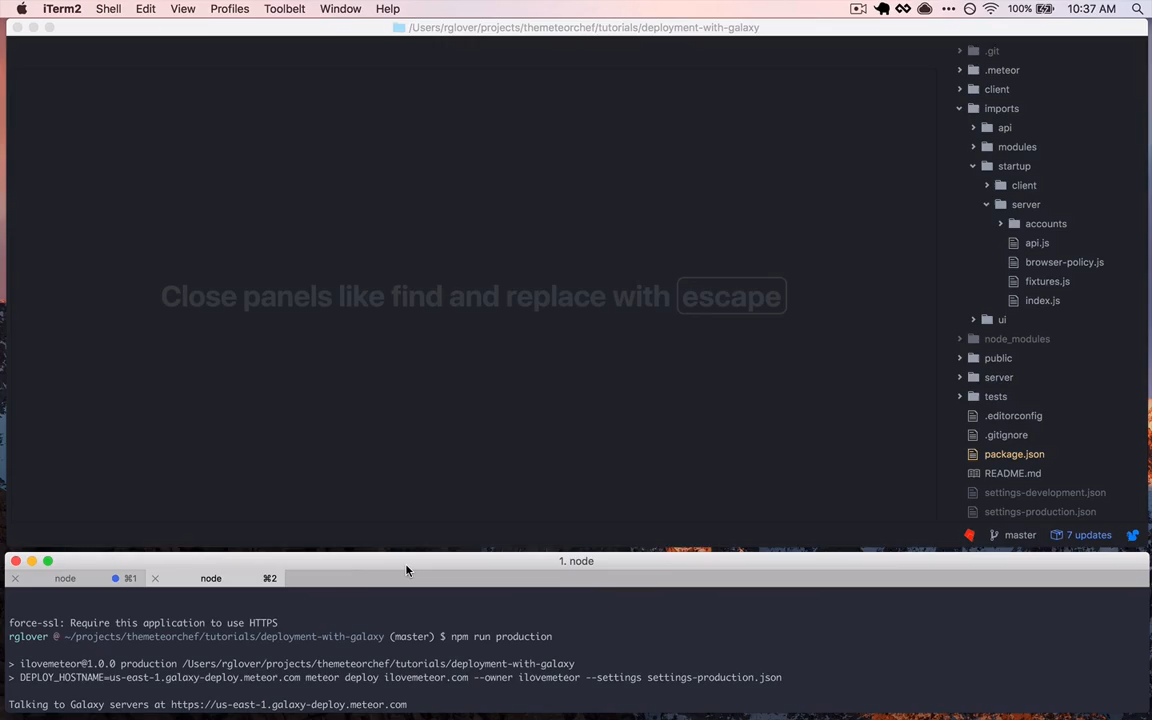 iTerm2 Shell Edit View Profiles Toolbelt Window Help 100% 10:37 AM
/Users/rglover/projects/themeteorchef/tutorials/deployment-with-galaxy
.git
.meteor
client
imports
api
modules
startup
client
server
accounts
api.js
browser-policy.js
fixtures.js
index.js
ui
node_modules
public
server
tests
.editorconfig
.gitignore
package.json
README.md
settings-development.json
settings-production.json
Close panels like find and replace with escape
master 7 updates
1. node
node ⌘1 node ⌘2
force-ssl: Require this application to use HTTPS
rglover @ ~/projects/themeteorchef/tutorials/deployment-with-galaxy (master) $ npm run production
> ilovemeteor@1.0.0 production /Users/rglover/projects/themeteorchef/tutorials/deployment-with-galaxy
> DEPLOY_HOSTNAME=us-east-1.galaxy-deploy.meteor.com meteor deploy ilovemeteor.com --owner ilovemeteor --settings settings-production.json
Talking to Galaxy servers at https://us-east-1.galaxy-deploy.meteor.com